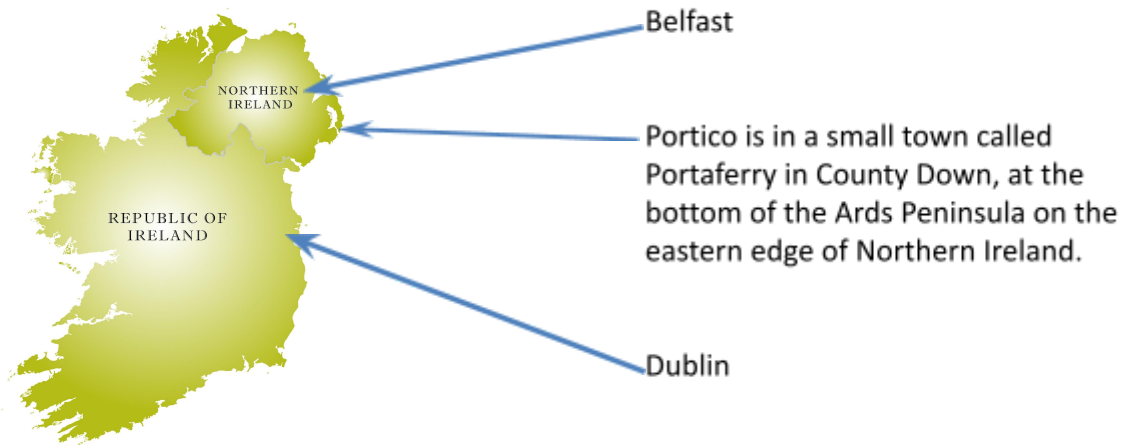 Belfast
NORTHERN
IRELAND
Portico is in a small town called
Portaferry in County Down, at the
bottom of the Ards Peninsula on the
eastern edge of Northern Ireland.
REPUBLIC OF
IRELAND
Dublin